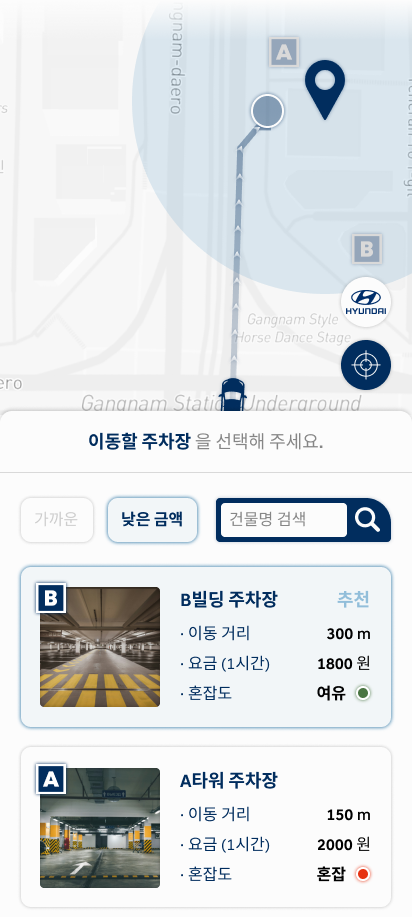 gnam-daero
A
B
HYUNDAI
Gangnam Style
Horse Dance Stage
ero
Gangnam Station Underground
이동할 주차장 을 선택해 주세요.
가까운
낮은 금액
건물명 검색
B
B빌딩 주차장
추천
· 이동 거리
300 m
· 요금 (1시간)
1800 원
· 혼잡도
여유
A
A타워 주차장
· 이동 거리
150 m
· 요금 (1시간)
2000 원
· 혼잡도
혼잡